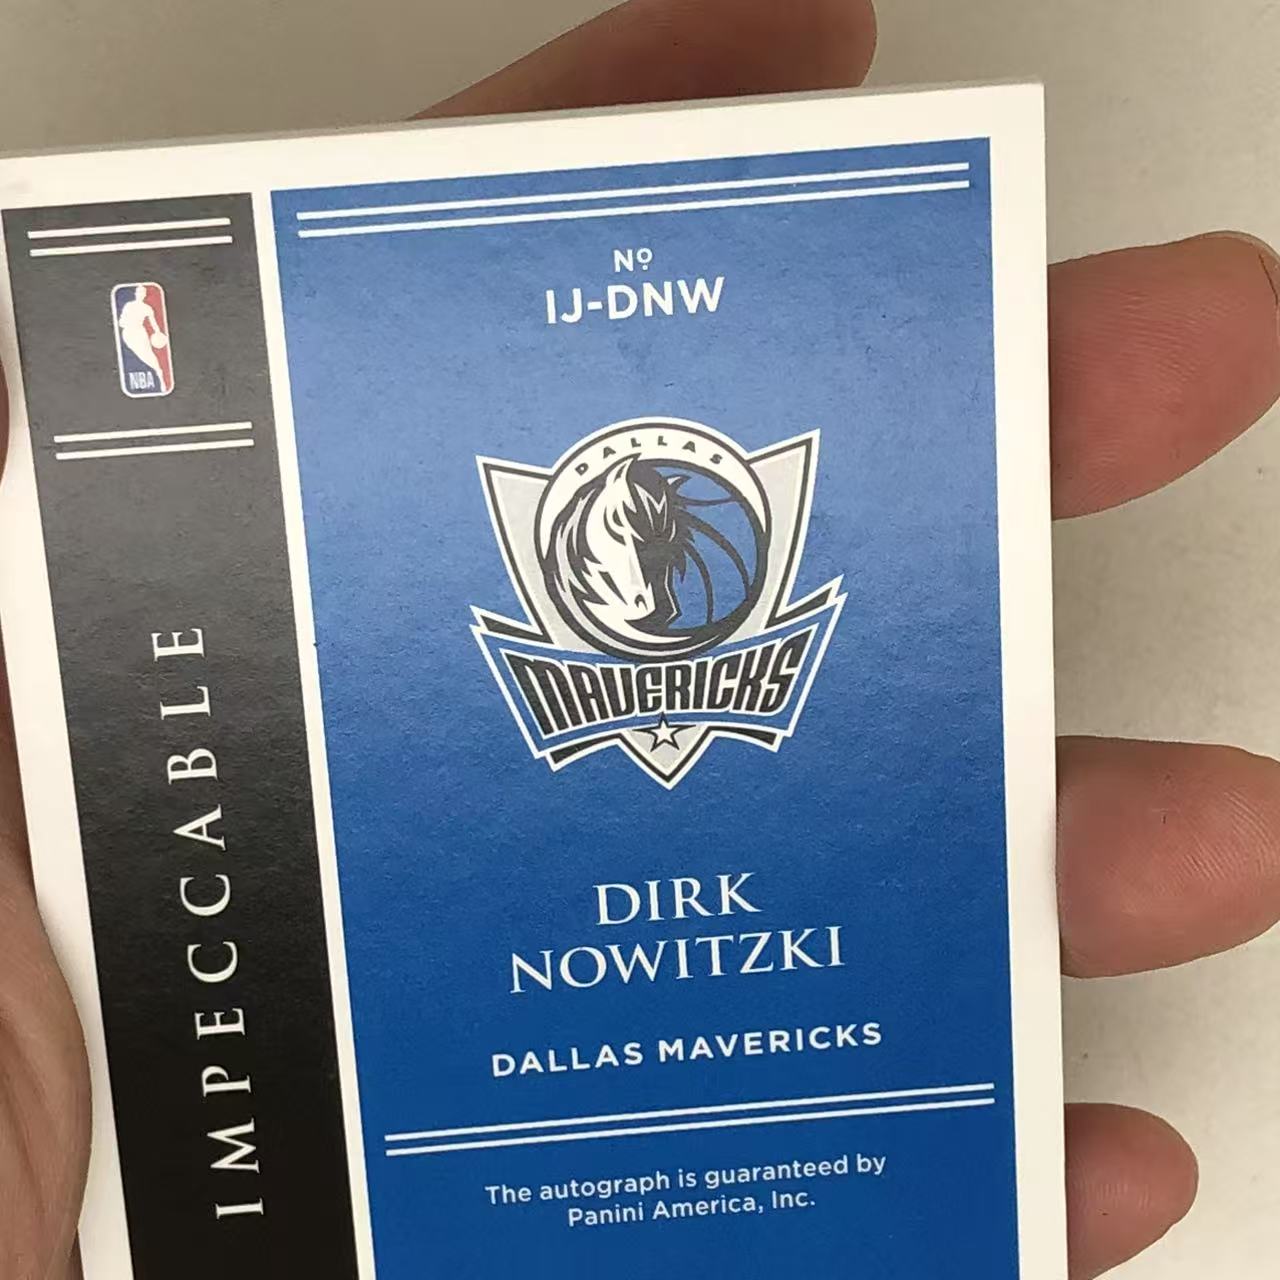 NBA
IMPECCABLE
Nº
IJ-DNW
DALLAS
MAVERICKS
DIRK
NOWITZKI
DALLAS MAVERICKS
The autograph is guaranteed by
Panini America, Inc.